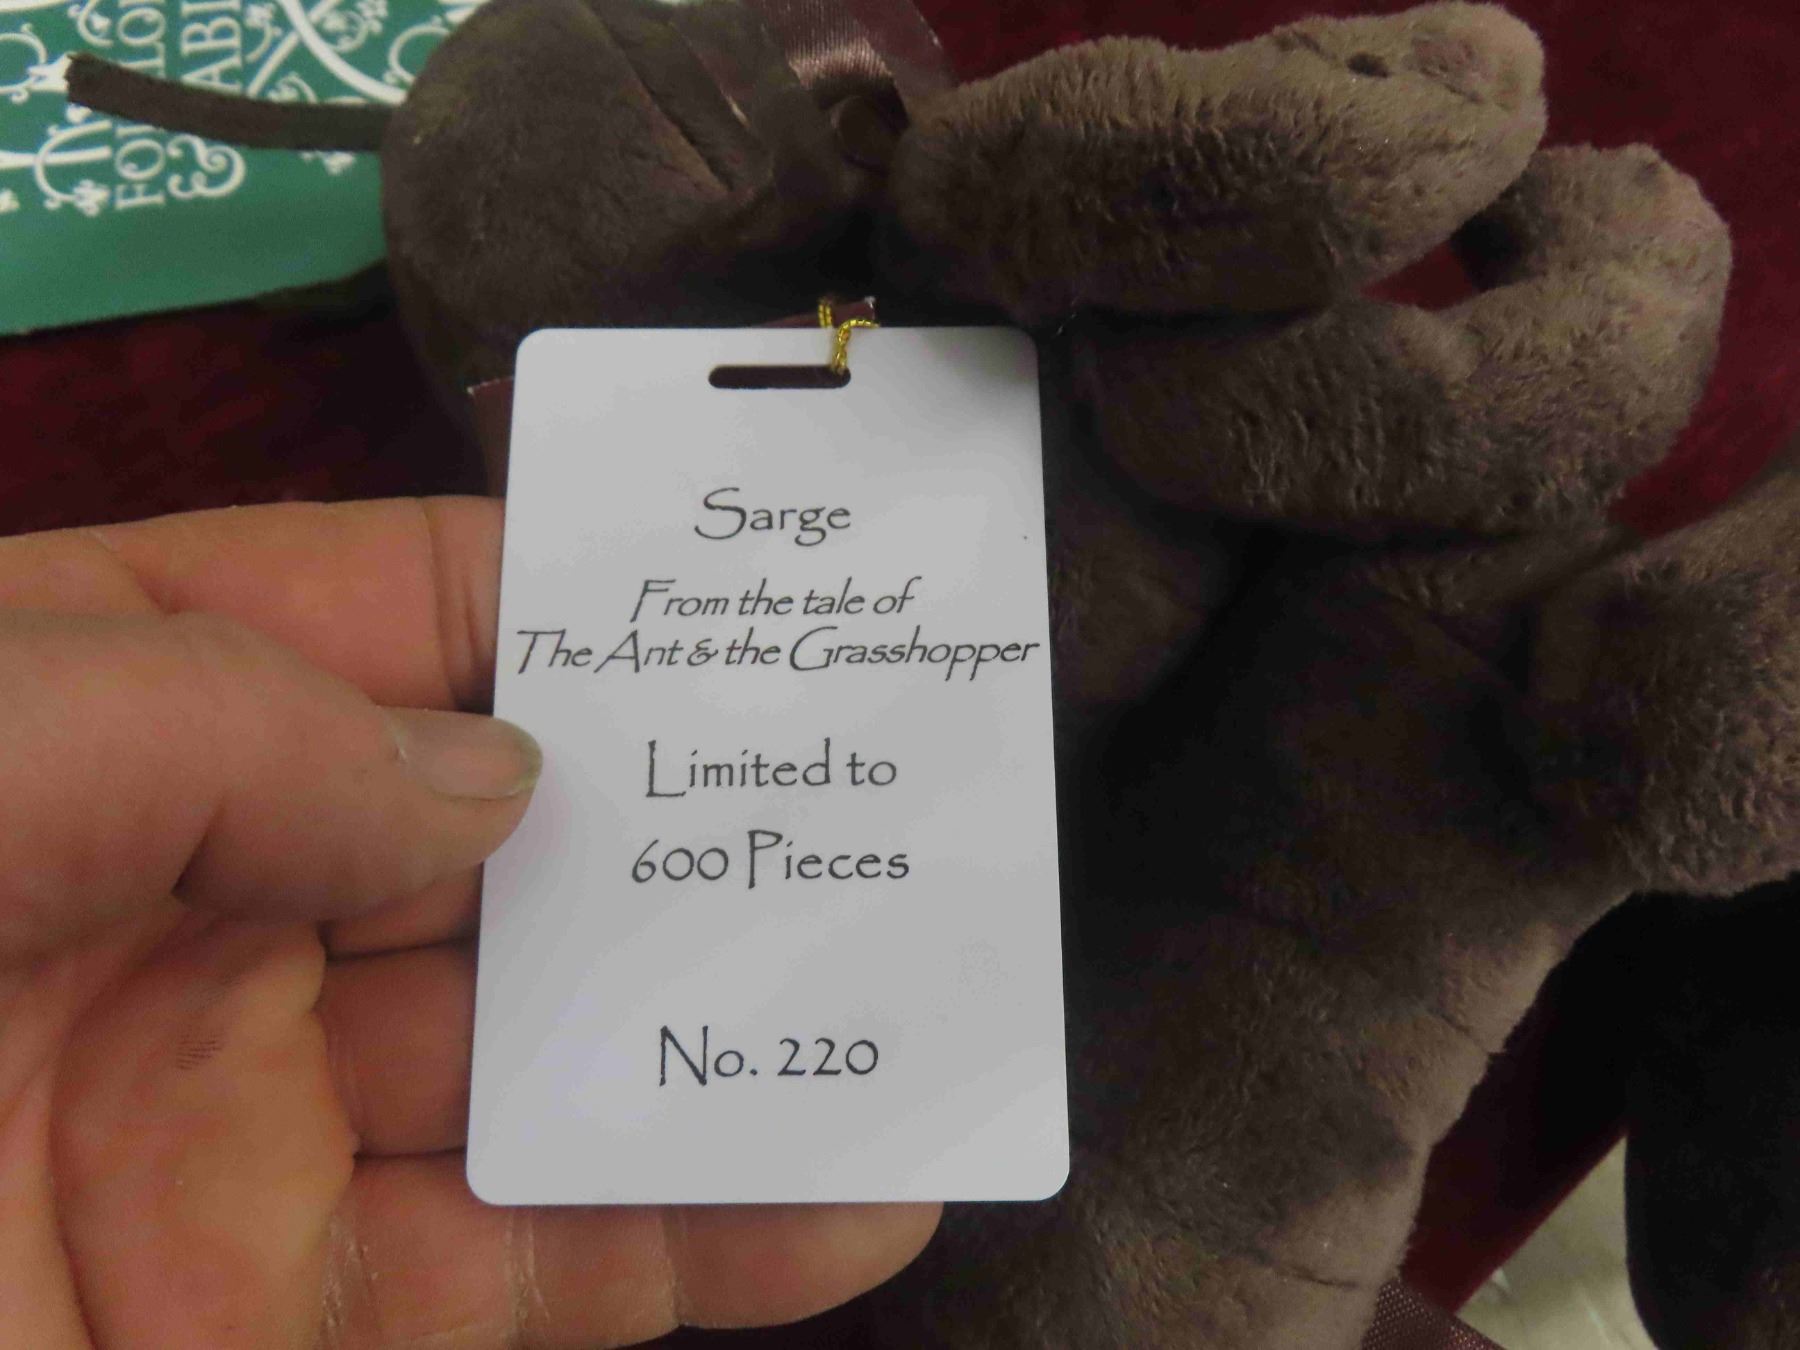 Sarge
From the tale of
The Ant & the Grasshopper
Limited to
600 Pieces
No. 220